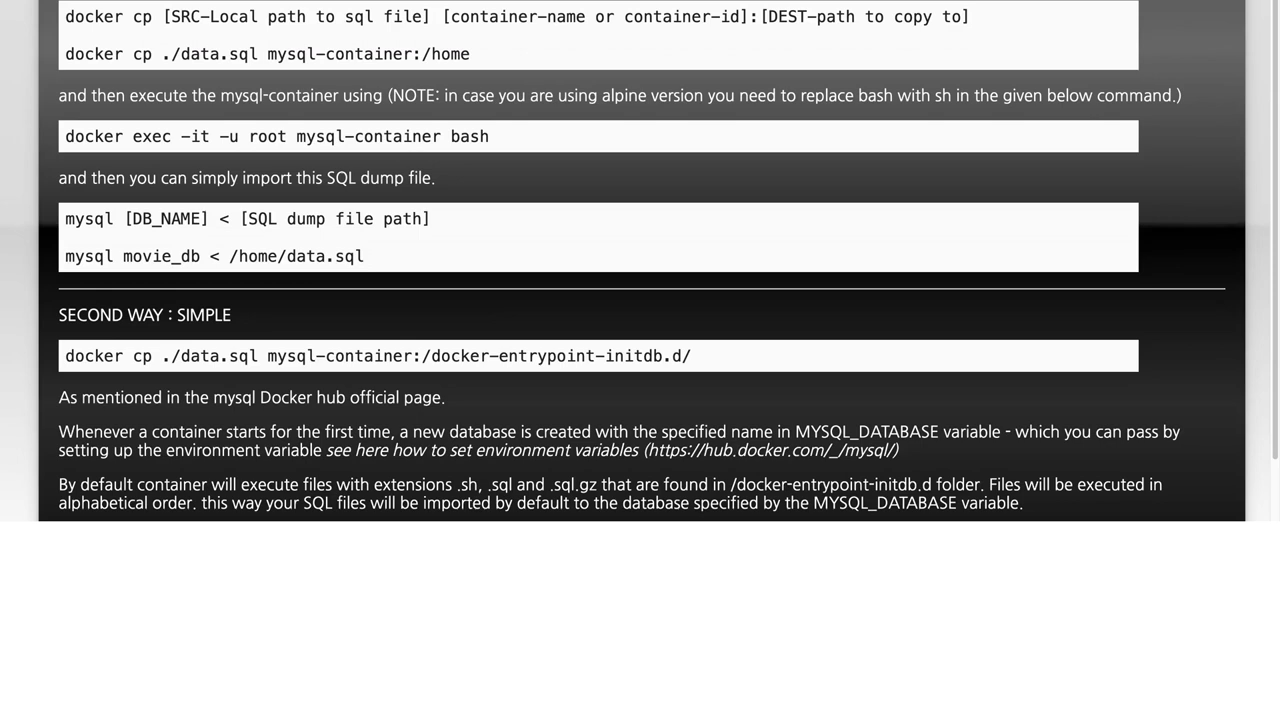 docker cp [SRC-Local path to sql file] [container-name or container-id]:[DEST-path to copy to]
docker cp ./data.sql mysql-container:/home
and then execute the mysql-container using (NOTE: in case you are using alpine version you need to replace bash with sh in the given below command.)
docker exec -it -u root mysql-container bash
and then you can simply import this SQL dump file.
mysql [DB_NAME] < [SQL dump file path]
mysql movie_db < /home/data.sql
SECOND WAY : SIMPLE
docker cp ./data.sql mysql-container:/docker-entrypoint-initdb.d/
As mentioned in the mysql Docker hub official page.
Whenever a container starts for the first time, a new database is created with the specified name in MYSQL_DATABASE variable - which you can pass by
setting up the environment variable see here how to set environment variables (https://hub.docker.com/_/mysql/)
By default container will execute files with extensions .sh, .sql and .sql.gz that are found in /docker-entrypoint-initdb.d folder. Files will be executed in
alphabetical order. this way your SQL files will be imported by default to the database specified by the MYSQL_DATABASE variable.